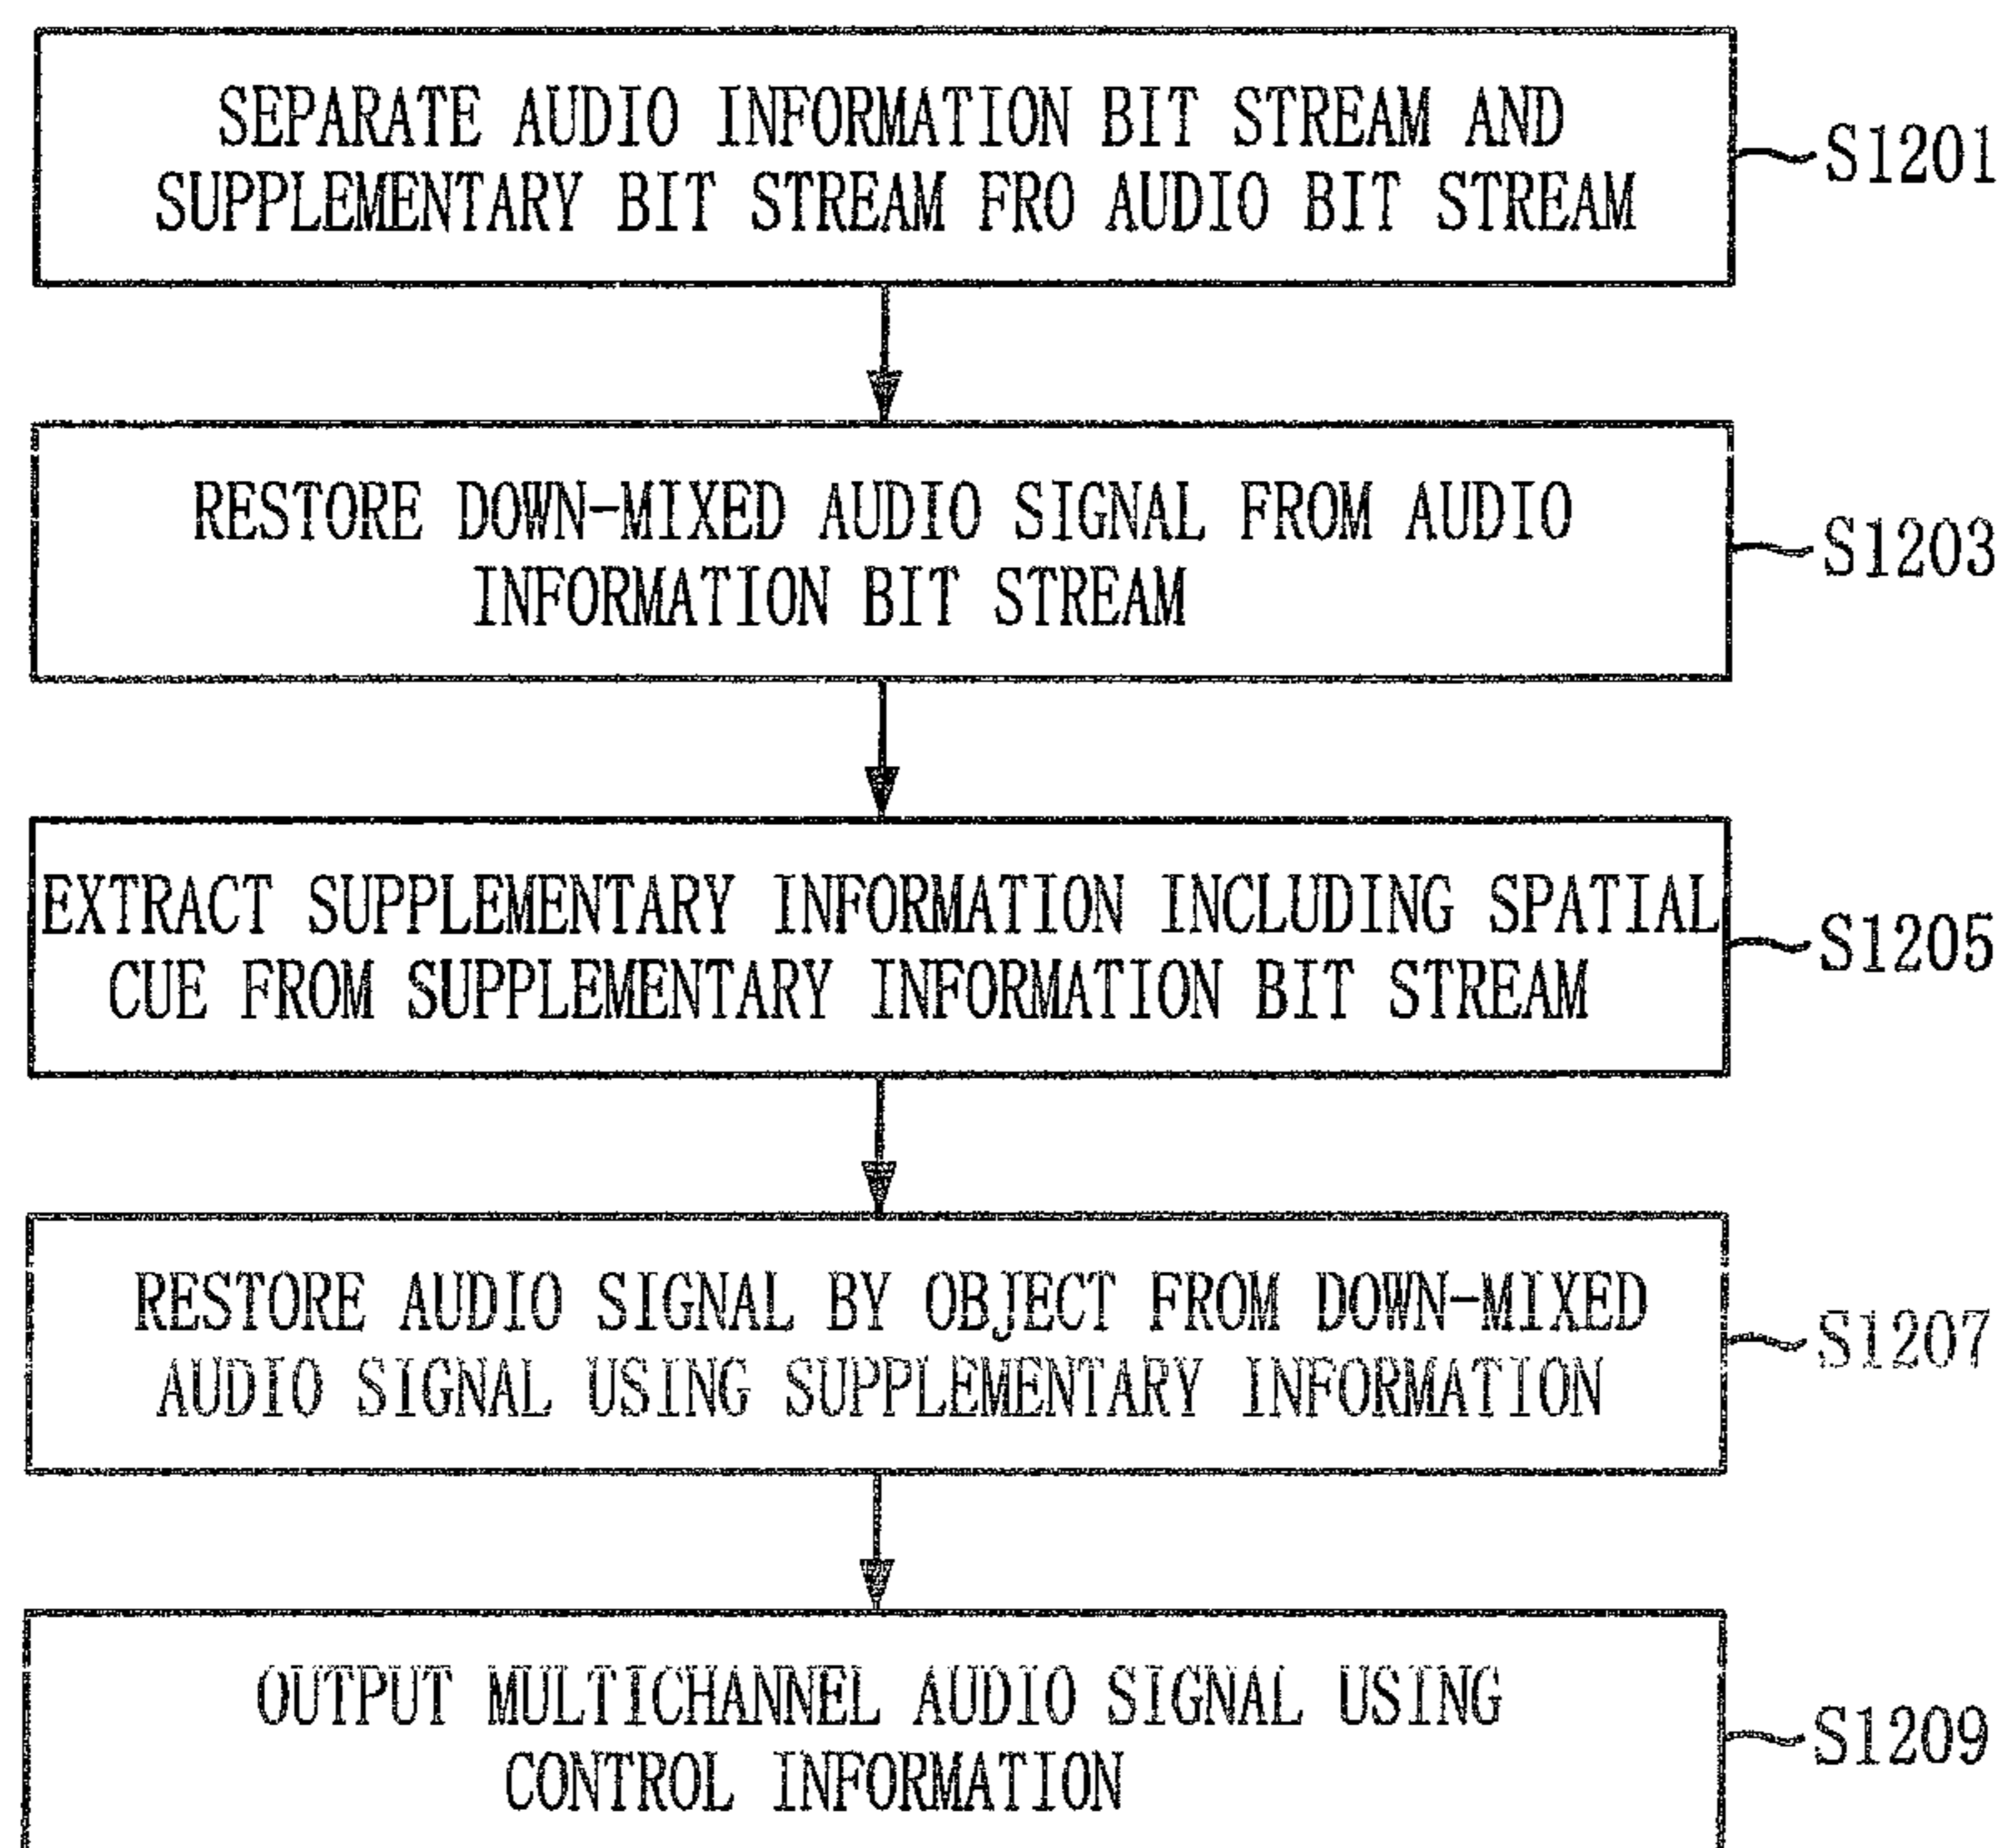 SEPARATE AUDIO INFORMATION BIT STREAM AND
SUPPLEMENTARY BIT STREAM FRO AUDIO BIT STREAM
S1201
RESTORE DOWN-MIXED AUDIO SIGNAL FROM AUDIO
INFORMATION BIT STREAM
S1203
EXTRACT SUPPLEMENTARY INFORMATION INCLUDING SPATIAL
CUE FROM SUPPLEMENTARY INFORMATION BIT STREAM
S1205
RESTORE AUDIO SIGNAL BY OBJECT FROM DOWN-MIXED
AUDIO SIGNAL USING SUPPLEMENTARY INFORMATION
S1207
OUTPUT MULTICHANNEL AUDIO SIGNAL USING
CONTROL INFORMATION
S1209